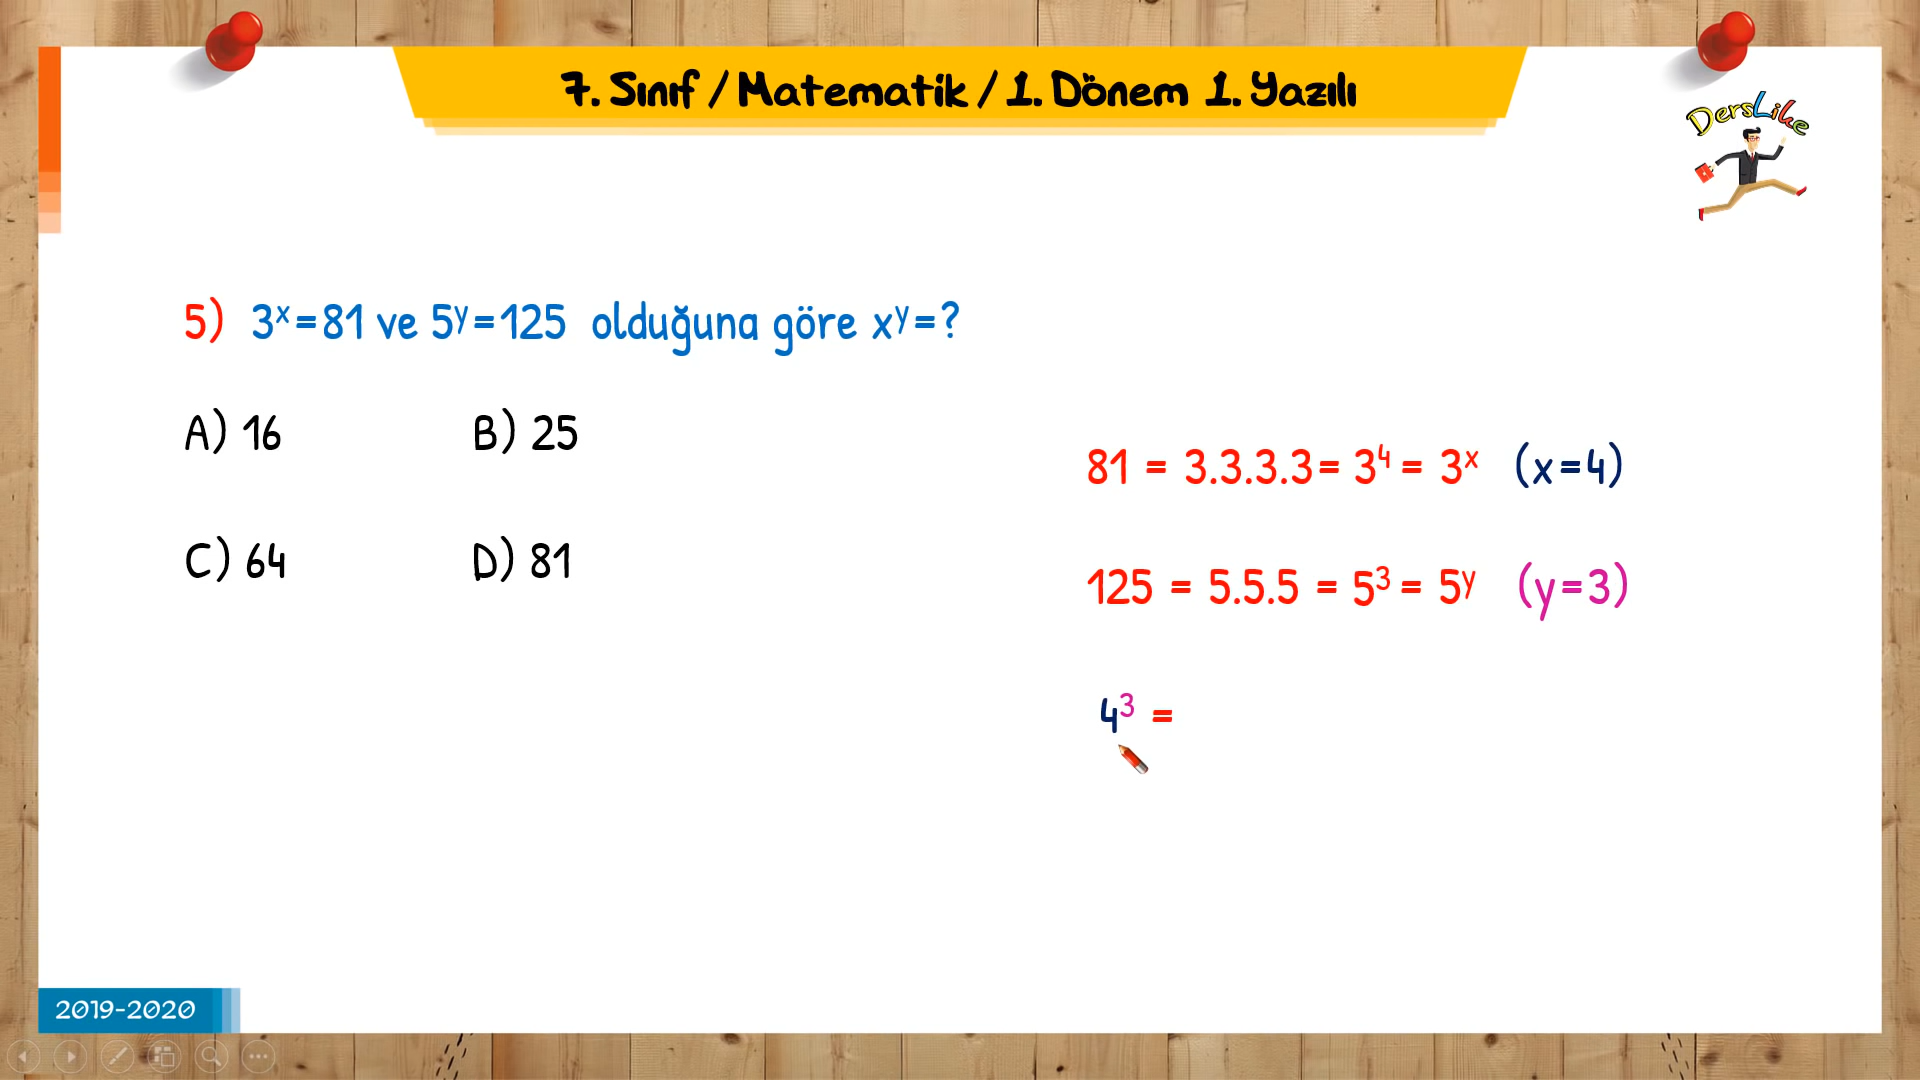 7. Sınıf / Matematik / 1. Dönem 1. Yazılı
DersLike
5) 3ˣ=81 ve 5ʸ=125 olduğuna göre xʸ=?
A) 16 B) 25
C) 64 D) 81
81 = 3.3.3.3= 3⁴ = 3ˣ (x=4)
125 = 5.5.5 = 5³ = 5ʸ (y=3)
4³ =
2019-2020